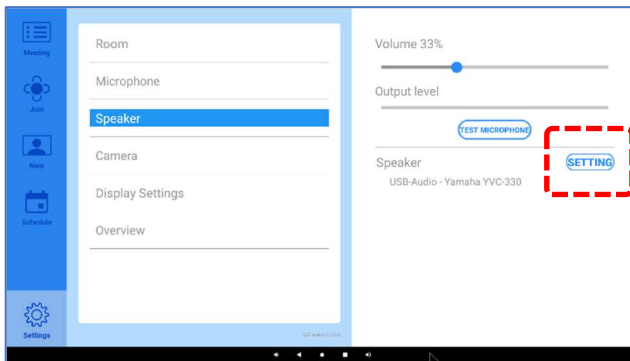 Meeting
Join
New
Schedule
Settings
Room
Microphone
Speaker
Camera
Display Settings
Overview
Volume 33%
Output level
TEST MICROPHONE
Speaker
SETTING
USB-Audio - Yamaha YVC-330